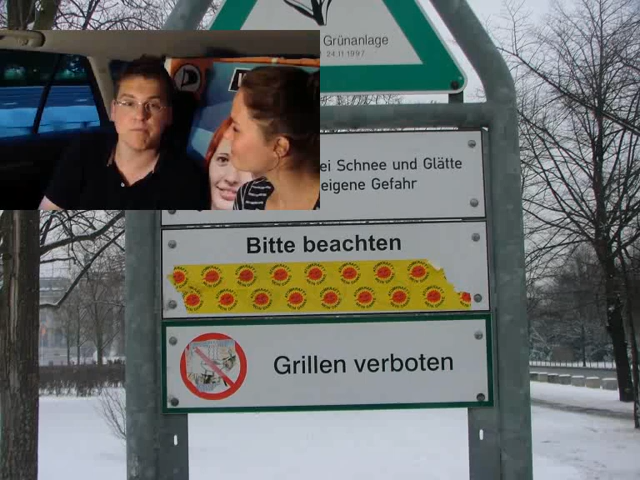 Grünanlage
24.11.1997
ei Schnee und Glätte
eigene Gefahr
Bitte beachten
Grillen verboten